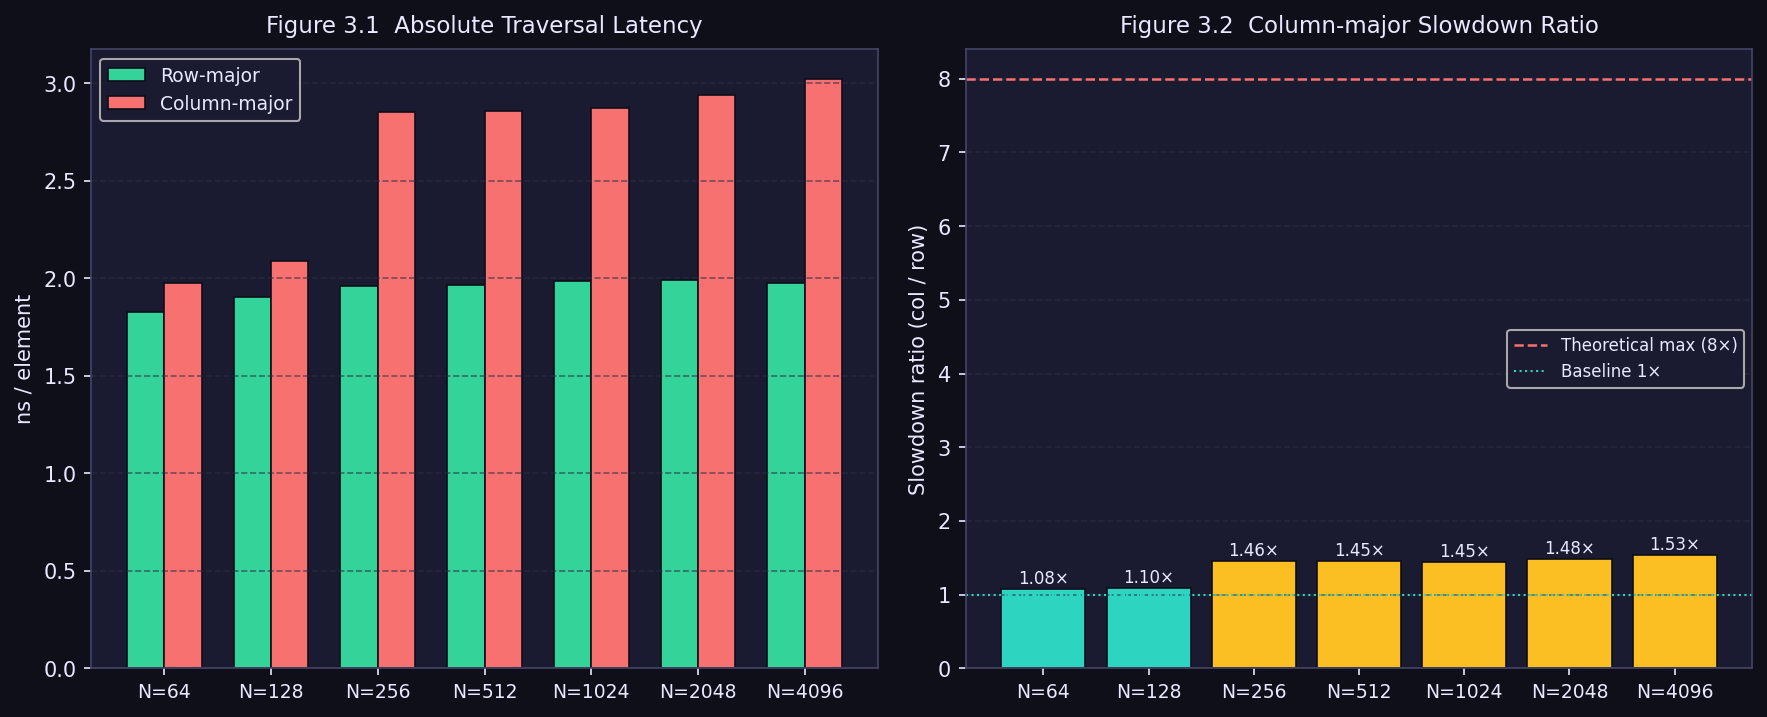 Figure 3.1  Absolute Traversal Latency
Row-major
Column-major
ns / element
3.0
2.5
2.0
1.5
1.0
0.5
0.0
N=64
N=128
N=256
N=512
N=1024
N=2048
N=4096
Figure 3.2  Column-major Slowdown Ratio
Slowdown ratio (col / row)
8
7
6
5
4
3
2
1
0
Theoretical max (8×)
Baseline 1×
1.08×
1.10×
1.46×
1.45×
1.45×
1.48×
1.53×
N=64
N=128
N=256
N=512
N=1024
N=2048
N=4096